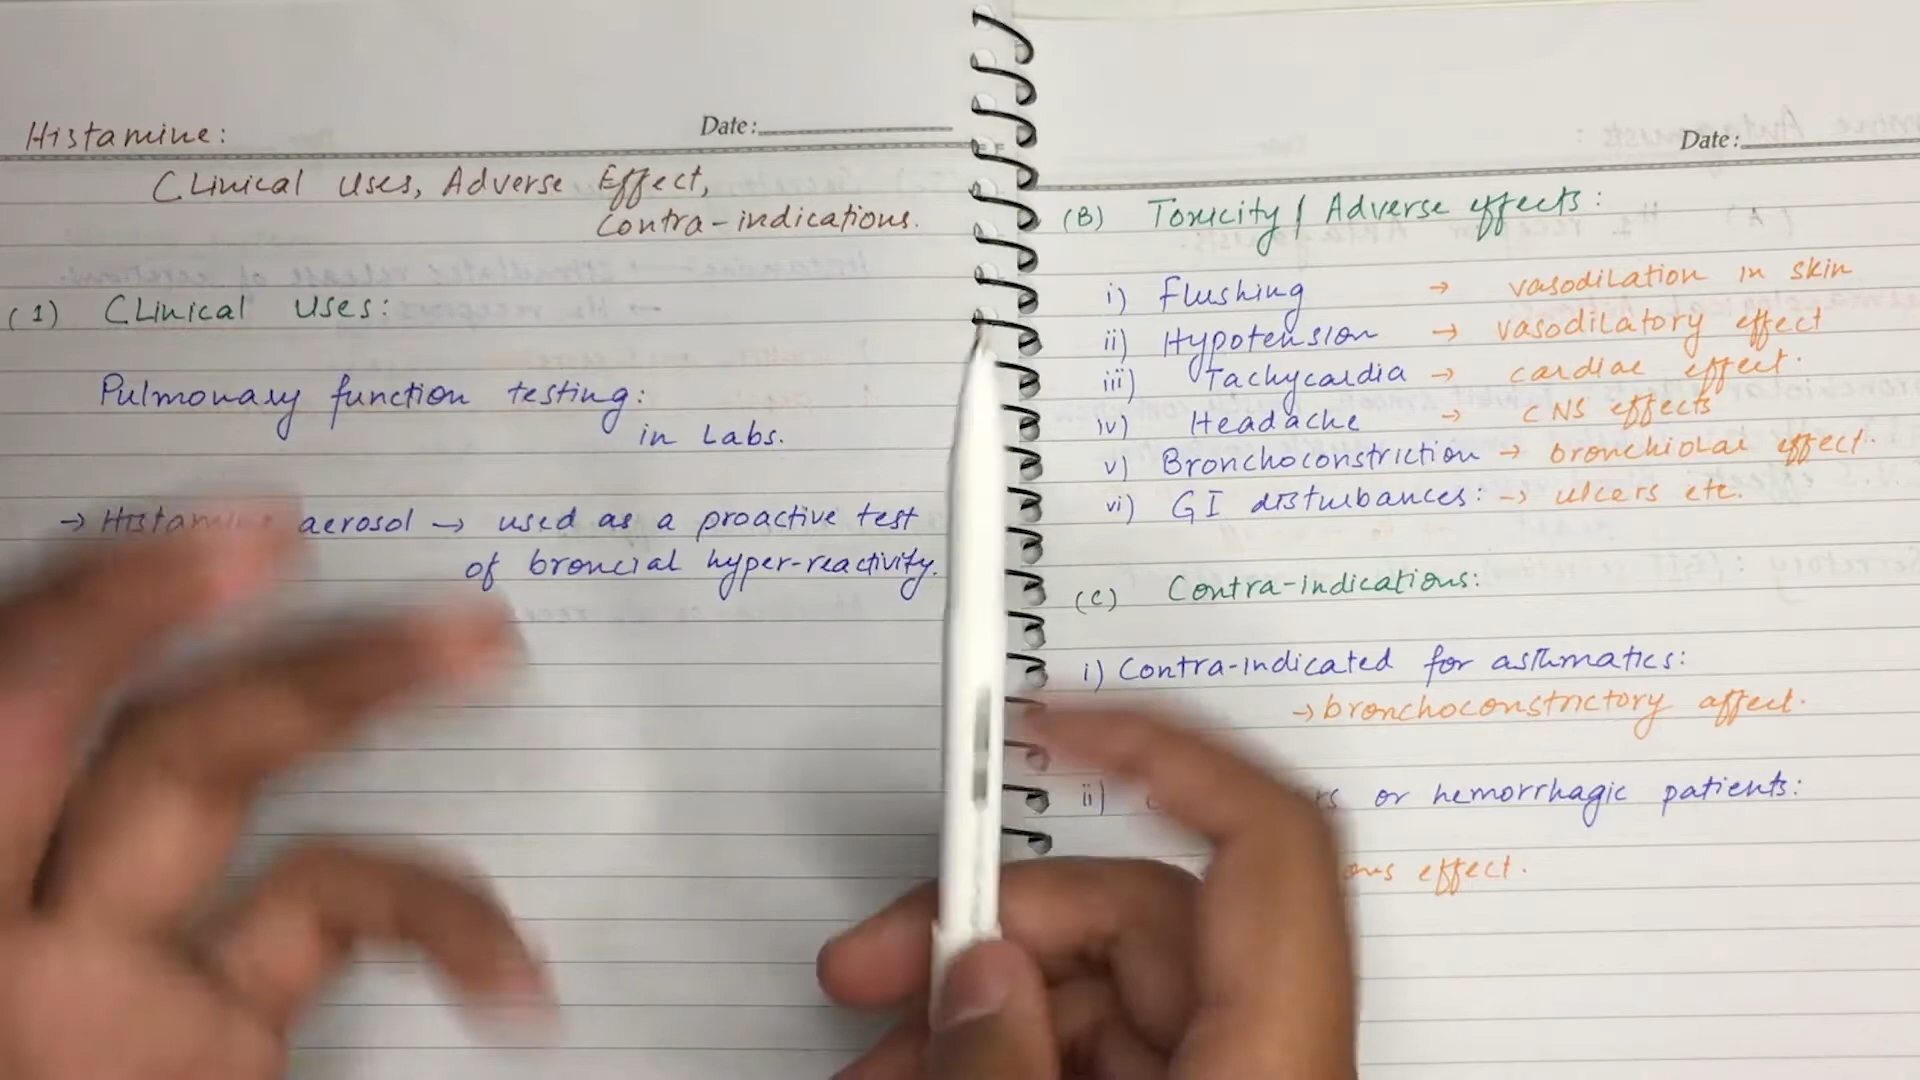 Histamine:
Date:
Clinical Uses, Adverse Effect,
Contra-indications.
(1) Clinical Uses:
Pulmonary function testing:
in Labs.
→ Histamine aerosol → used as a proactive test
of broncial hyper-reactivity.
Date:
(B) Toxicity / Adverse effects:
i) Flushing → vasodilation in skin
ii) Hypotension → vasodilatory effect
iii) Tachycardia → cardiac effect.
iv) Headache → CNS effects
v) Bronchoconstriction → bronchiolar effect.
vi) GI disturbances: → ulcers etc.
(C) Contra-indications:
i) Contra-indicated for asthmatics:
→ bronchoconstrictory affect.
ii) or hemorrhagic patients:
effect.